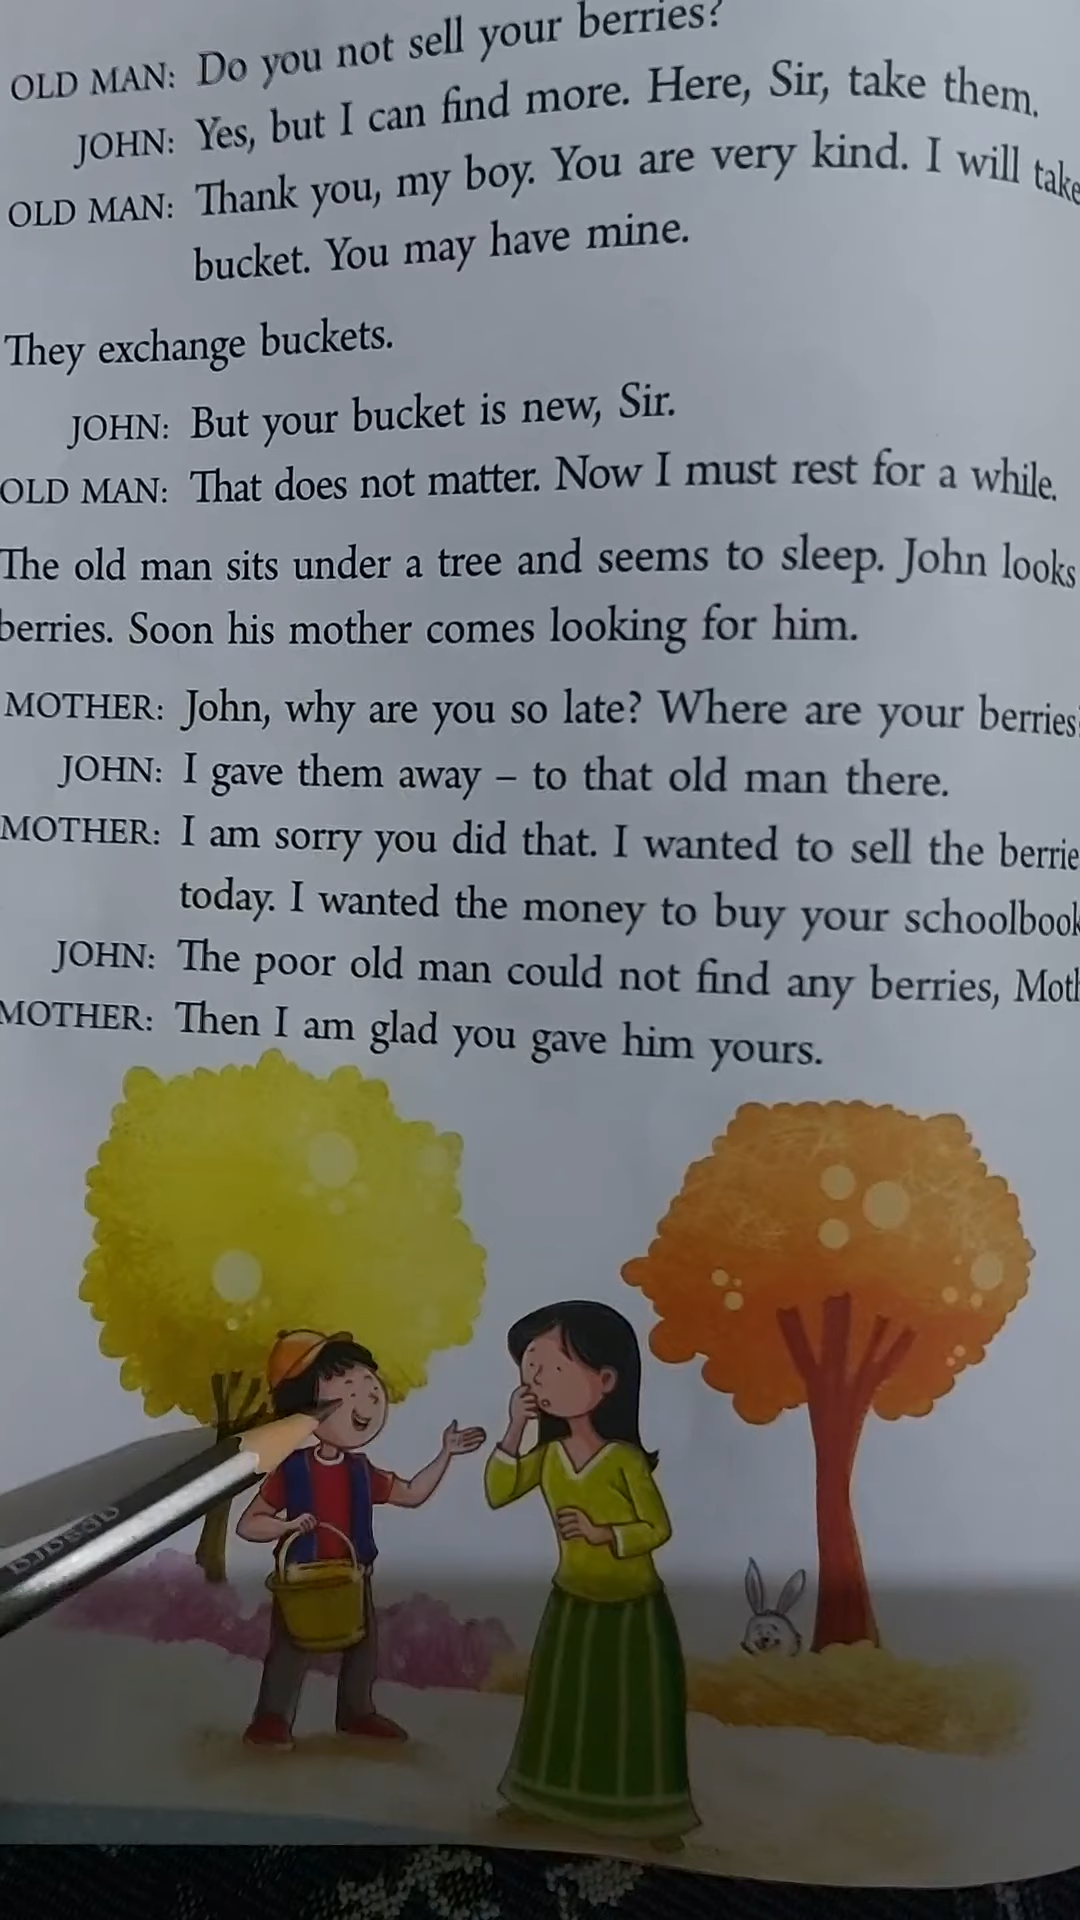 OLD MAN: Do you not sell your berries?
JOHN: Yes, but I can find more. Here, Sir, take them.
OLD MAN: Thank you, my boy. You are very kind. I will take
bucket. You may have mine.
They exchange buckets.
JOHN: But your bucket is new, Sir.
OLD MAN: That does not matter. Now I must rest for a while.
The old man sits under a tree and seems to sleep. John looks
berries. Soon his mother comes looking for him.
MOTHER: John, why are you so late? Where are your berries?
JOHN: I gave them away – to that old man there.
MOTHER: I am sorry you did that. I wanted to sell the berrie
today. I wanted the money to buy your schoolbook
JOHN: The poor old man could not find any berries, Moth
MOTHER: Then I am glad you gave him yours.